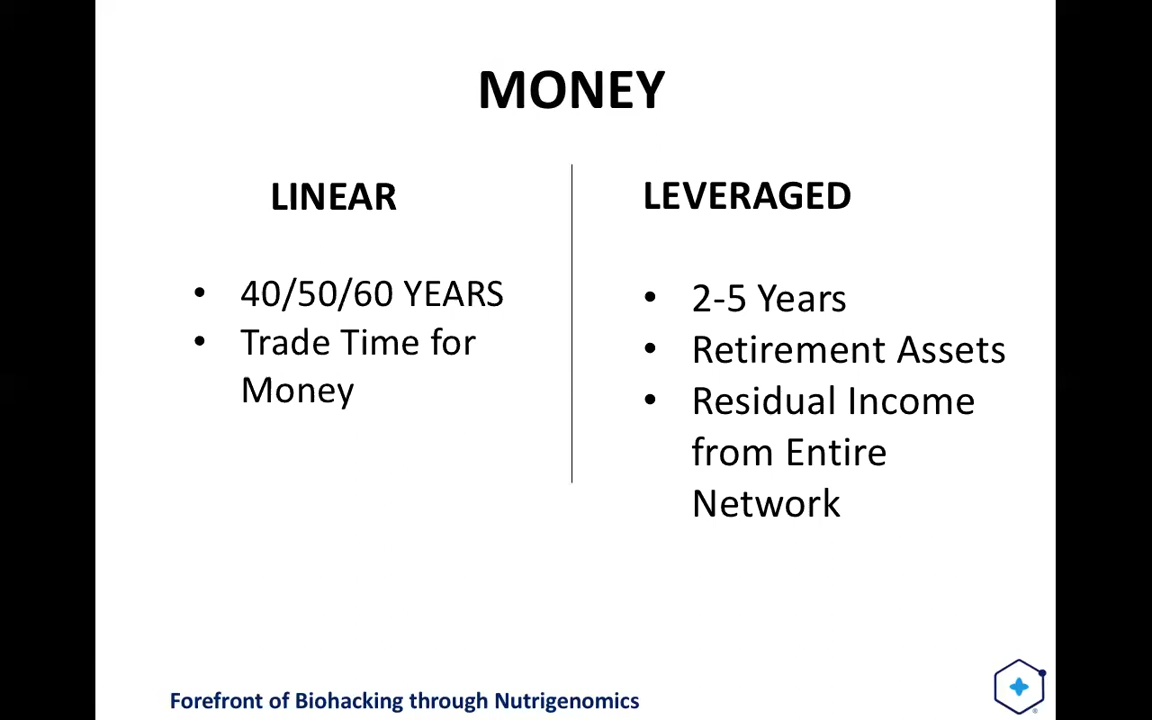 MONEY
LINEAR
• 40/50/60 YEARS
• Trade Time for
Money
LEVERAGED
• 2-5 Years
• Retirement Assets
• Residual Income
from Entire
Network
Forefront of Biohacking through Nutrigenomics
®